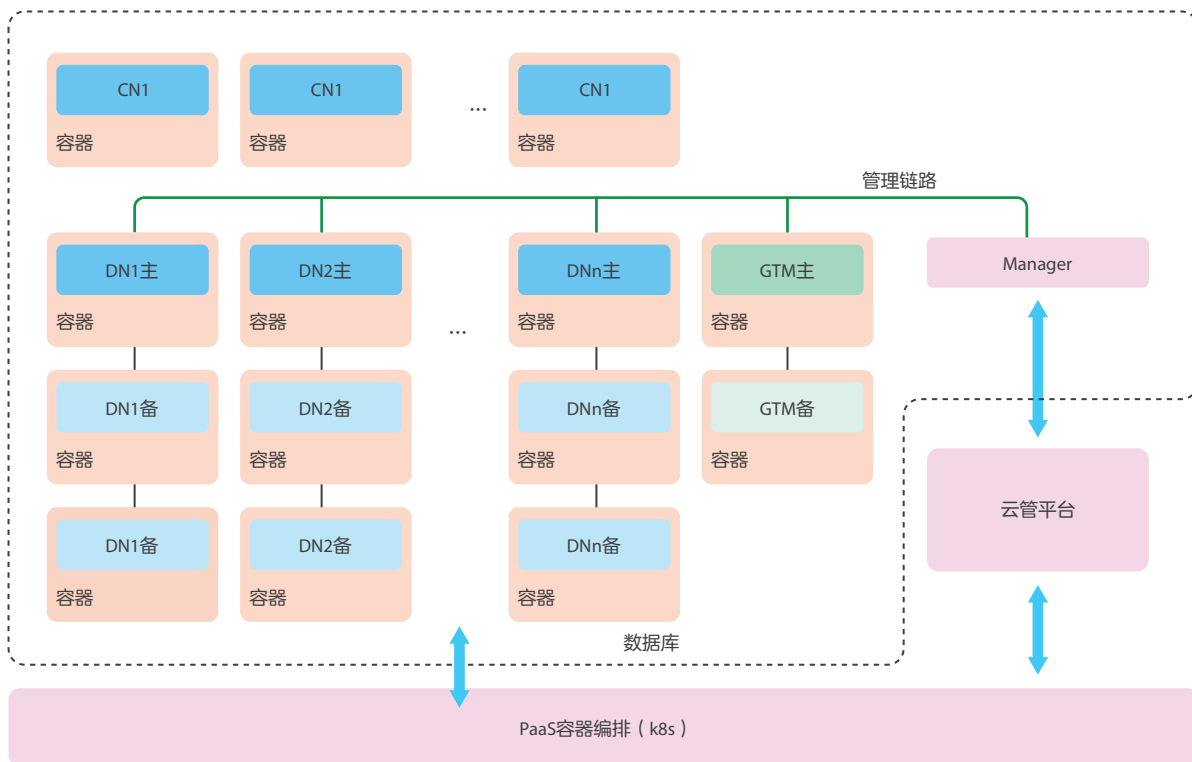 CN1
CN1
...
CN1
容器
容器
容器
管理链路
DN1主
DN2主
DNn主
GTM主
Manager
容器
容器
...
容器
容器
DN1备
DN2备
DNn备
GTM备
容器
容器
容器
容器
云管平台
DN1备
DN2备
DNn备
容器
容器
容器
数据库
PaaS容器编排（k8s）